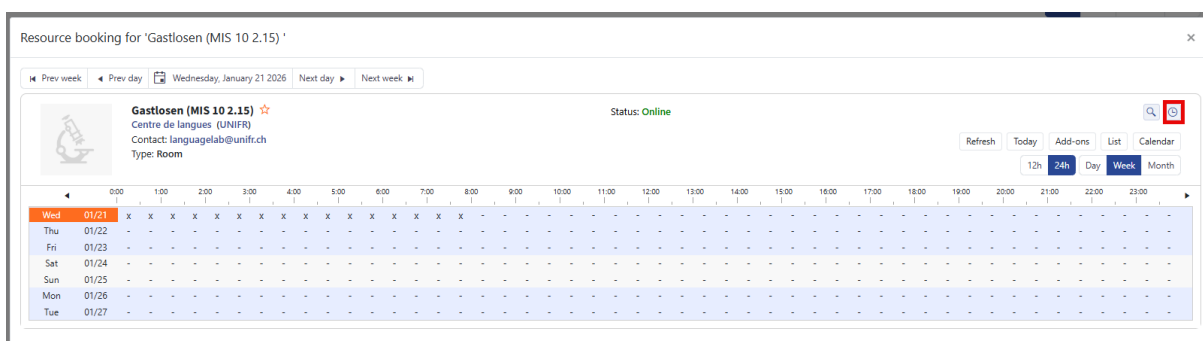 Resource booking for 'Gastlosen (MIS 10 2.15) ' ×
Prev week Prev day Wednesday, January 21 2026 Next day Next week
Gastlosen (MIS 10 2.15) Status: Online
Centre de langues (UNIFR)
Contact: languagelab@unifr.ch
Type: Room
Refresh Today Add-ons List Calendar
12h 24h Day Week Month
0:00 1:00 2:00 3:00 4:00 5:00 6:00 7:00 8:00 9:00 10:00 11:00 12:00 13:00 14:00 15:00 16:00 17:00 18:00 19:00 20:00 21:00 22:00 23:00
Wed 01/21 x x x x x x x x x x x x x x x x - - - - - - - - - - - - - - - - - - - - - - - - - - - - - - - -
Thu 01/22 - - - - - - - - - - - - - - - - - - - - - - - - - - - - - - - - - - - - - - - - - - - - - - - -
Fri 01/23 - - - - - - - - - - - - - - - - - - - - - - - - - - - - - - - - - - - - - - - - - - - - - - - -
Sat 01/24 - - - - - - - - - - - - - - - - - - - - - - - - - - - - - - - - - - - - - - - - - - - - - - - -
Sun 01/25 - - - - - - - - - - - - - - - - - - - - - - - - - - - - - - - - - - - - - - - - - - - - - - - -
Mon 01/26 - - - - - - - - - - - - - - - - - - - - - - - - - - - - - - - - - - - - - - - - - - - - - - - -
Tue 01/27 - - - - - - - - - - - - - - - - - - - - - - - - - - - - - - - - - - - - - - - - - - - - - - - -